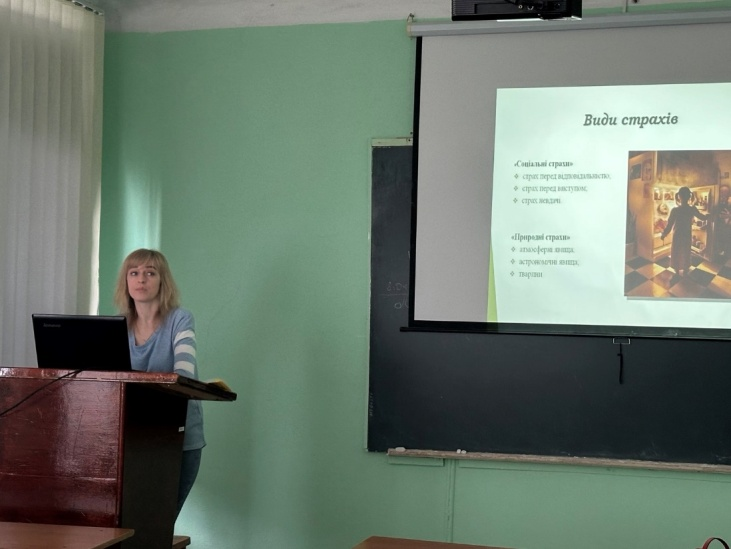 Види страхів
«Соціальні страхи»
страх перед відповідальністю;
страх перед виступом;
страх невдачі.
«Природні страхи»
атмосферні явища;
астрономічні явища;
тварини.